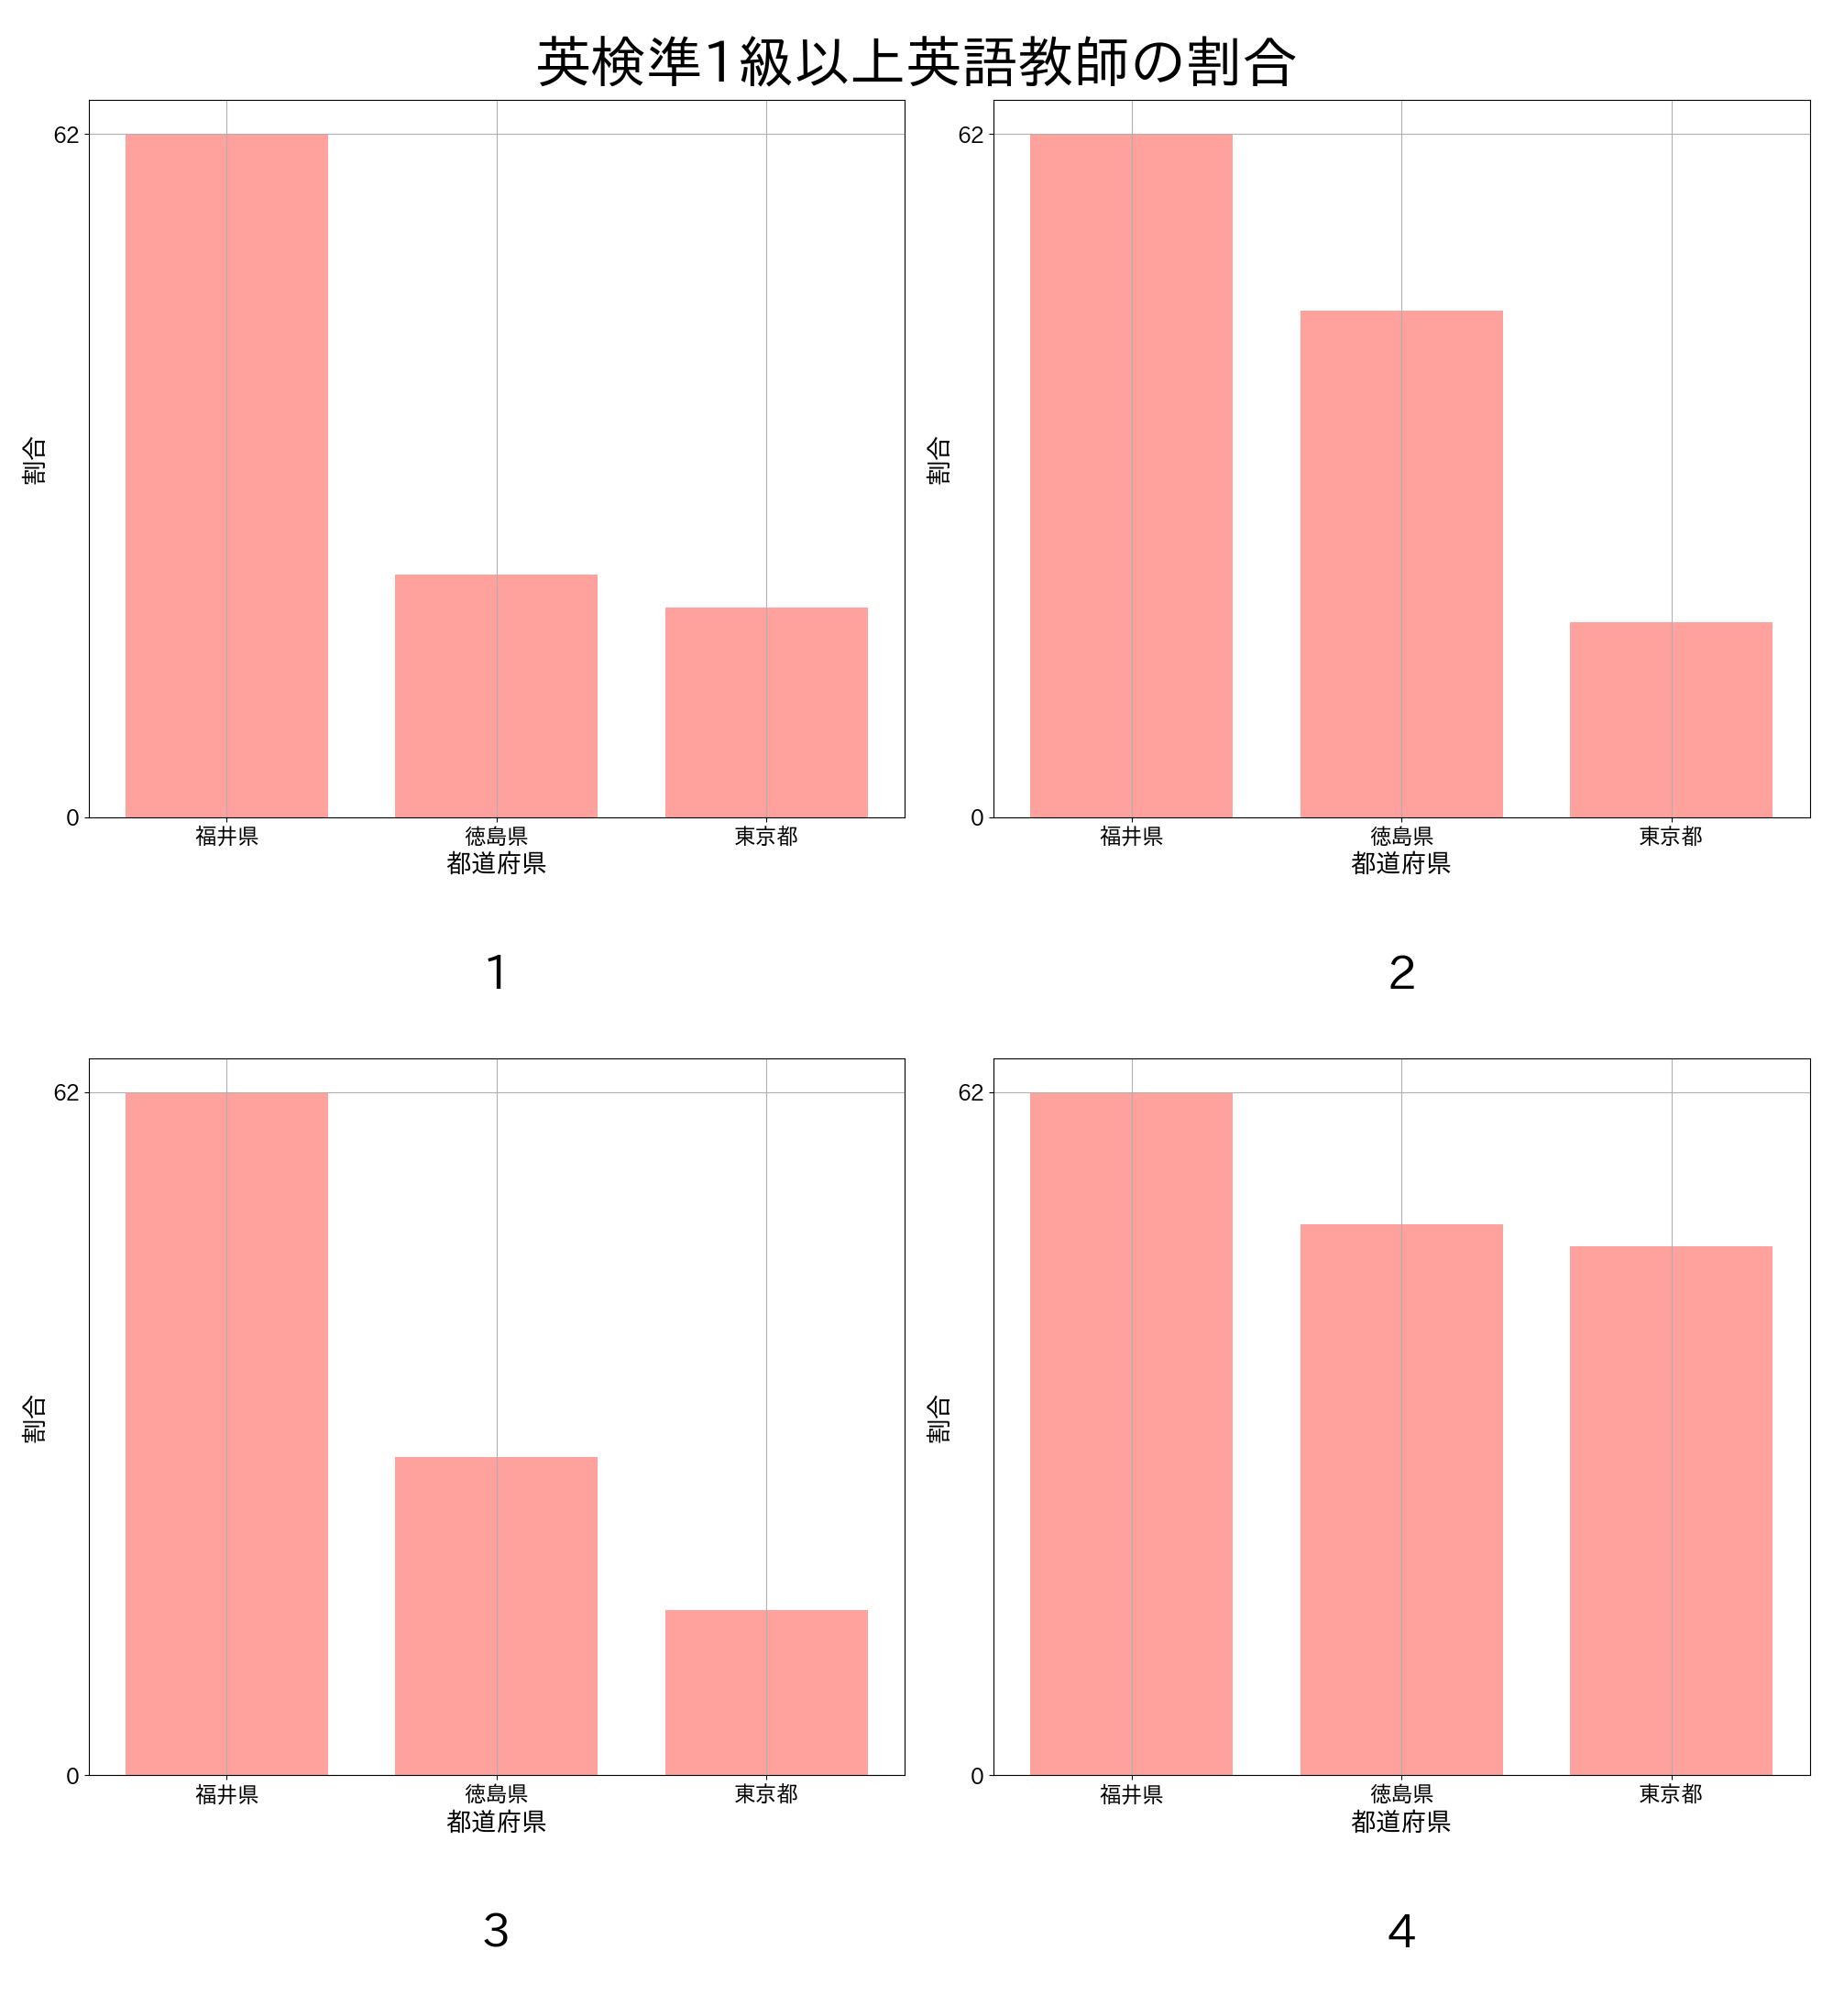 英検準1級以上英語教師の割合
62
0
割合
福井県 徳島県 東京都
都道府県
1
62
0
割合
福井県 徳島県 東京都
都道府県
2
62
0
割合
福井県 徳島県 東京都
都道府県
3
62
0
割合
福井県 徳島県 東京都
都道府県
4